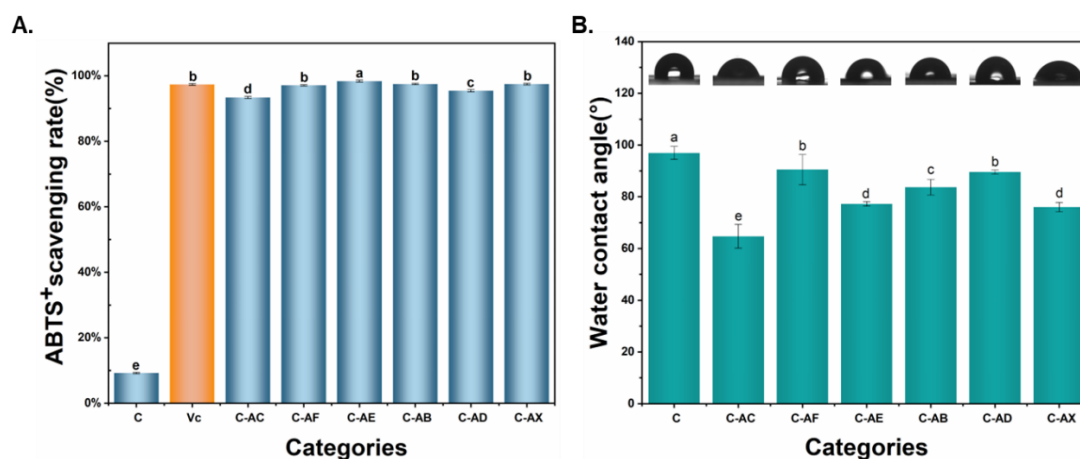 A.
ABTS⁺scavenging rate(%)
100%
80%
60%
40%
20%
0%
e
b
d
b
a
b
c
b
C Vc C-AC C-AF C-AE C-AB C-AD C-AX
Categories
B.
Water contact angle(°)
140
120
100
80
60
40
20
0
a
e
b
d
c
b
d
C C-AC C-AF C-AE C-AB C-AD C-AX
Categories